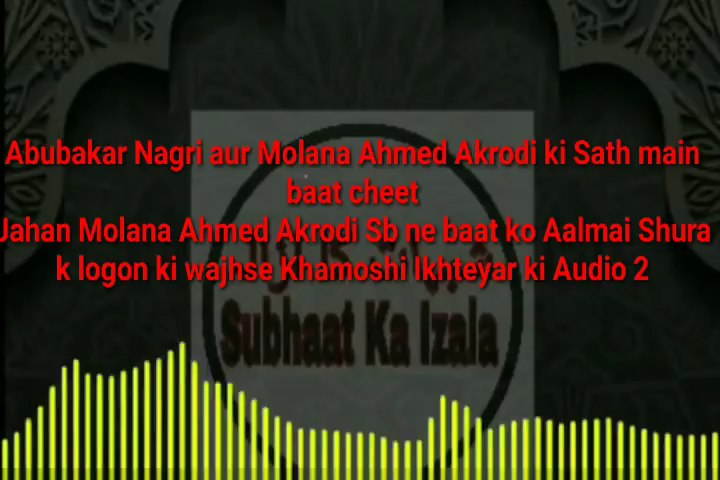 Abubakar Nagri aur Molana Ahmed Akrodi ki Sath main
baat cheet
Jahan Molana Ahmed Akrodi Sb ne baat ko Aalmai Shura
k logon ki wajhse Khamoshi Ikhteyar ki Audio 2
Subhaat Ka Izala